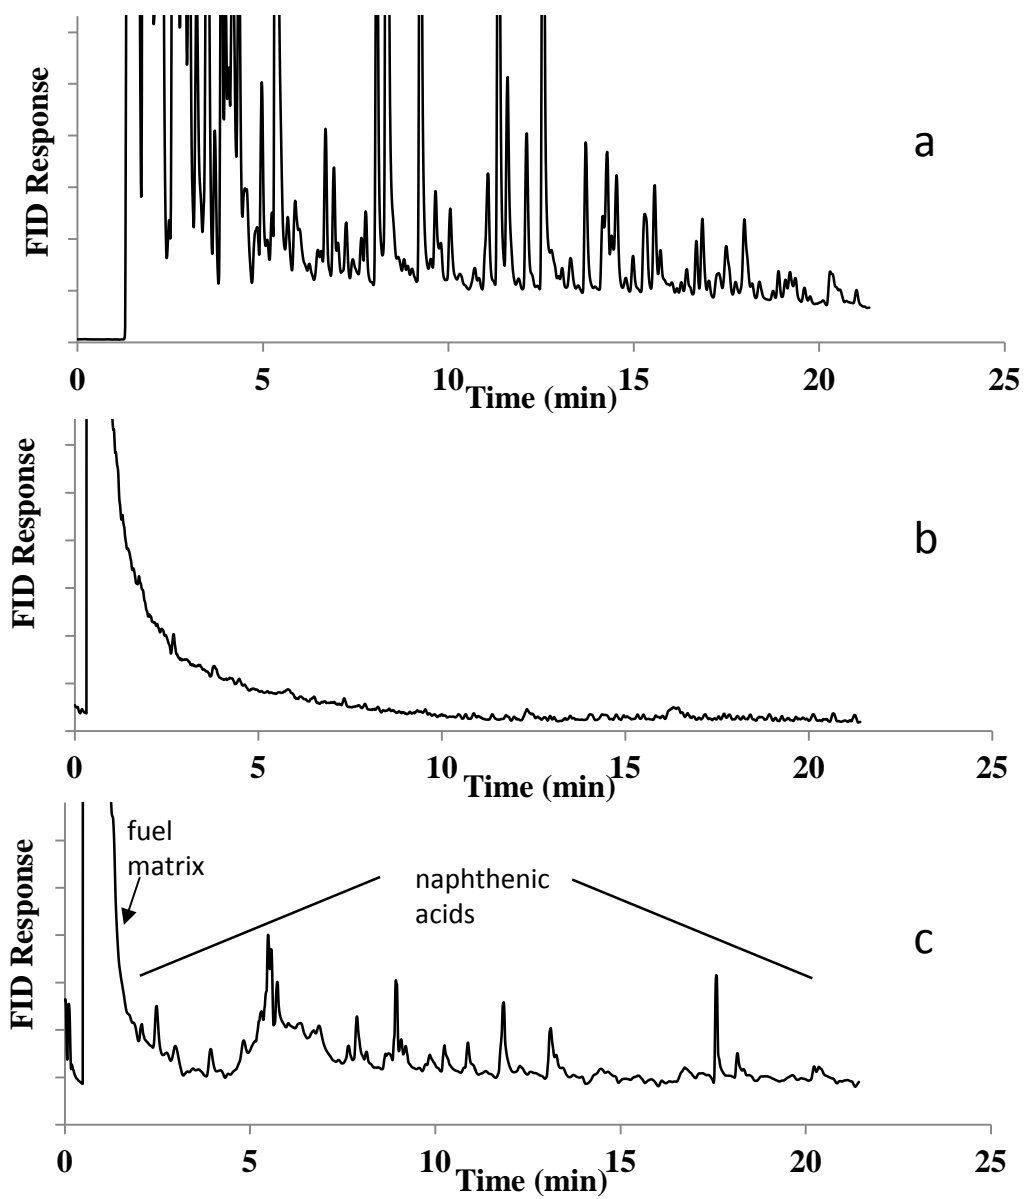 FID Response
a
0 5 10 15 20 25
Time (min)
FID Response
b
0 5 10 15 20 25
Time (min)
FID Response
fuel
matrix
naphthenic
acids
c
0 5 10 15 20 25
Time (min)